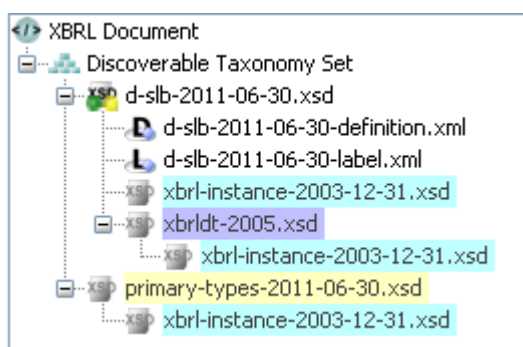 XBRL Document
Discoverable Taxonomy Set
d-slb-2011-06-30.xsd
d-slb-2011-06-30-definition.xml
d-slb-2011-06-30-label.xml
xbrl-instance-2003-12-31.xsd
xbrldt-2005.xsd
xbrl-instance-2003-12-31.xsd
primary-types-2011-06-30.xsd
xbrl-instance-2003-12-31.xsd